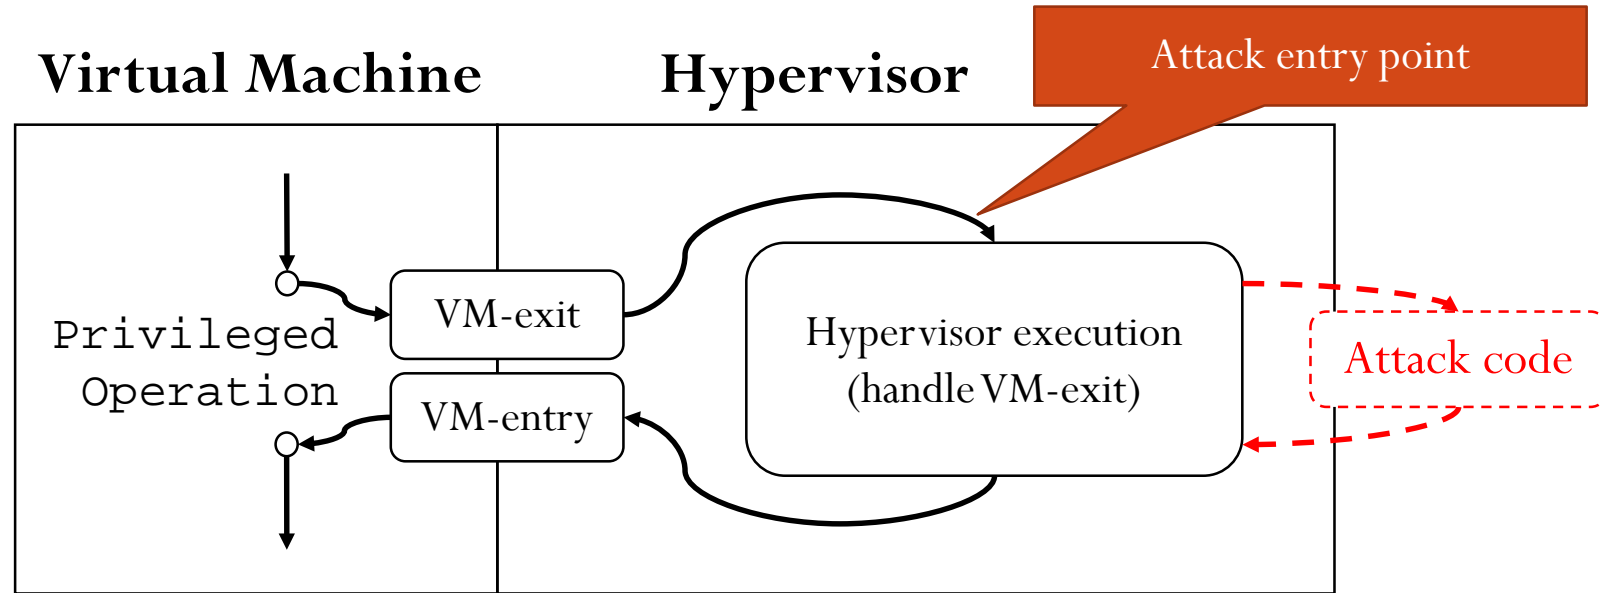 Attack entry point
Virtual Machine
Hypervisor
VM-exit
Privileged
Operation
VM-entry
Hypervisor execution
(handle VM-exit)
Attack code